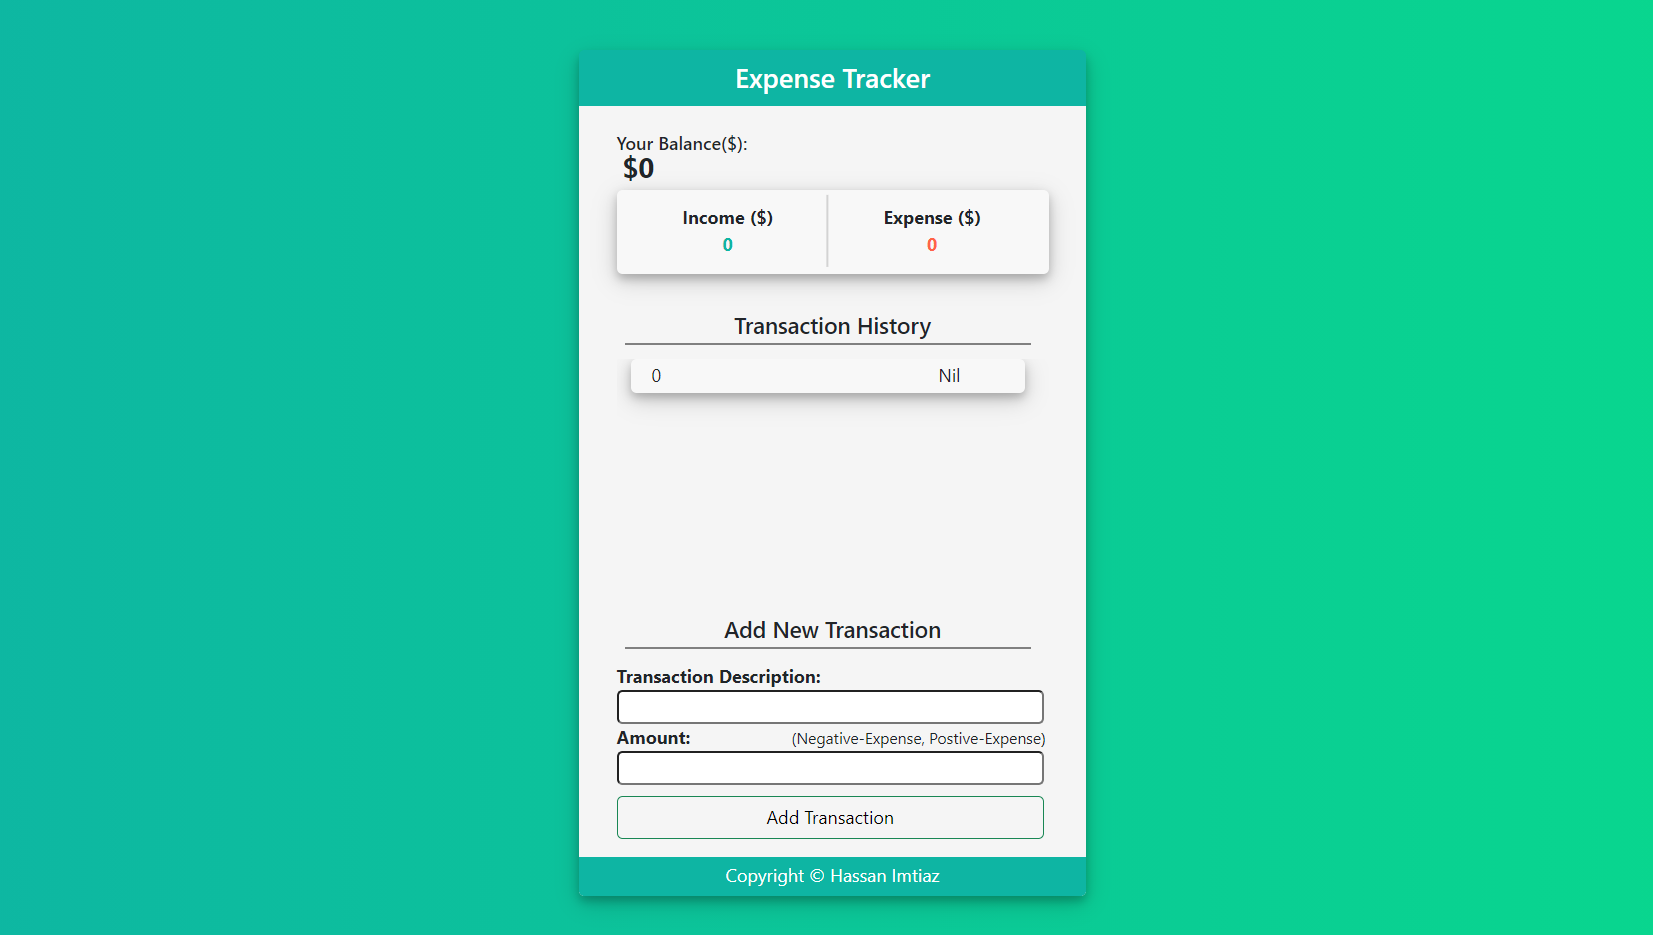 Expense Tracker
Your Balance($):
$0
Income ($) Expense ($)
0 0
Transaction History
0 Nil
Add New Transaction
Transaction Description:
Amount: (Negative-Expense, Postive-Expense)
Add Transaction
Copyright © Hassan Imtiaz